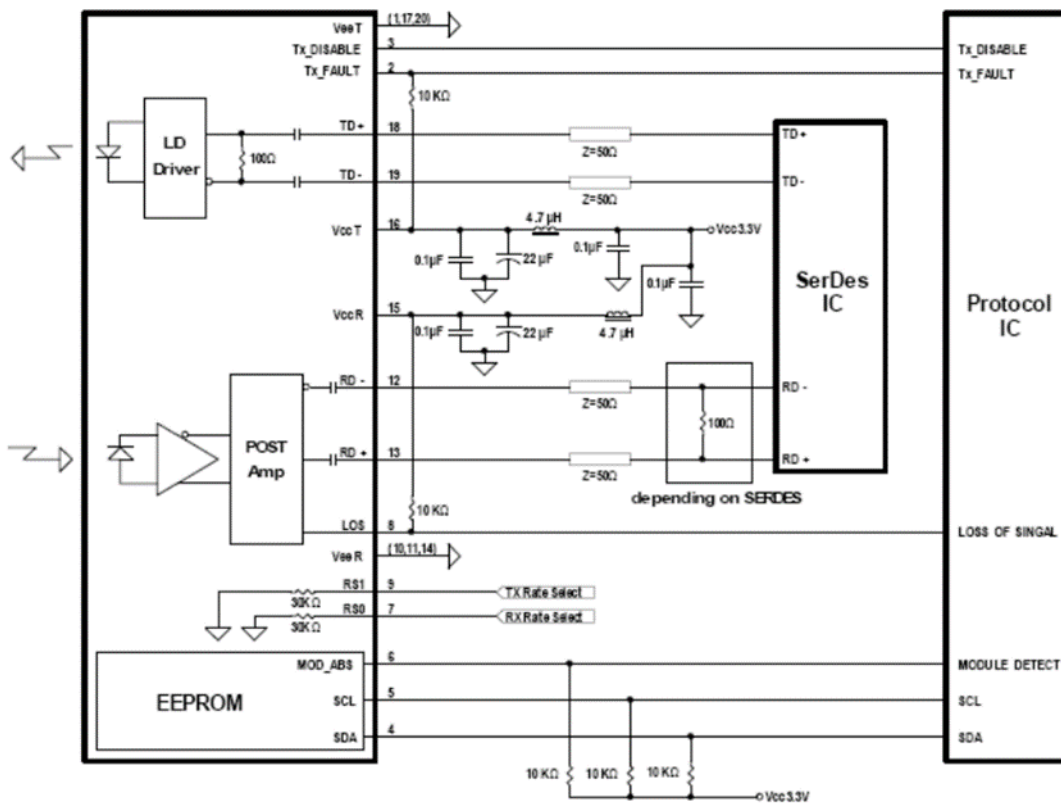 VeeT (1,17,20)
Tx_DISABLE 3 Tx_DISABLE
Tx_FAULT 2 Tx_FAULT
10 KΩ
TD+ 18 TD+
LD
Driver
100Ω
Z=50Ω
TD- 19 TD-
Z=50Ω
VccT 16
4.7 µH
Vcc3.3V
0.1µF
22 µF
0.1µF
0.1µF
SerDes
IC
Protocol
IC
VccR 15
0.1µF
22 µF
4.7 µH
RD - 12 RD -
Z=50Ω
100Ω
POST
Amp
RD + 13 RD +
Z=50Ω
depending on SERDES
10 KΩ
LOS 8 LOSS OF SINGAL
VeeR (10,11,14)
RS1 9 TX Rate Select
30KΩ
RS0 7 RX Rate Select
30KΩ
MOD_ABS 6 MODULE DETECT
EEPROM
SCL 5 SCL
SDA 4 SDA
10 KΩ 10 KΩ 10 KΩ
Vcc3.3V